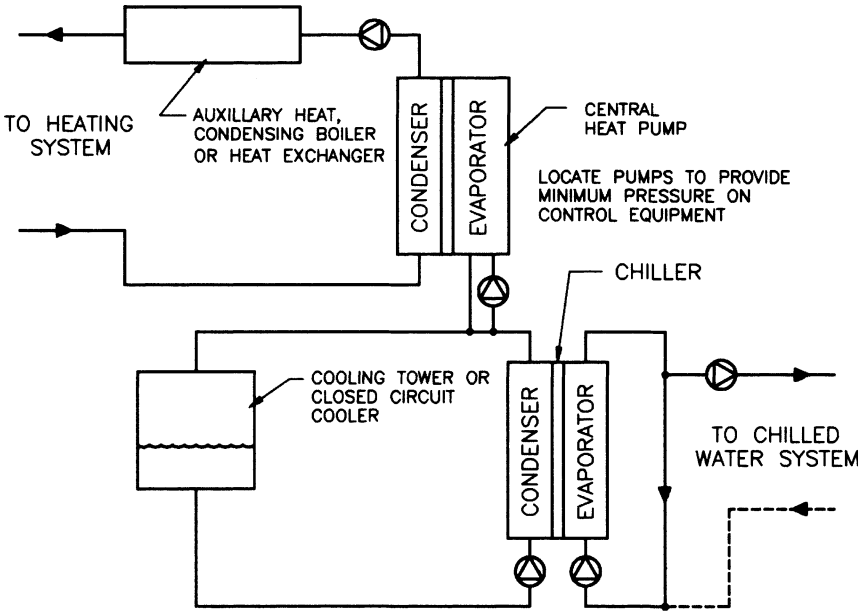 TO HEATING
SYSTEM
AUXILLARY HEAT,
CONDENSING BOILER
OR HEAT EXCHANGER
CONDENSER
EVAPORATOR
CENTRAL
HEAT PUMP
LOCATE PUMPS TO PROVIDE
MINIMUM PRESSURE ON
CONTROL EQUIPMENT
CHILLER
COOLING TOWER OR
CLOSED CIRCUIT
COOLER
CONDENSER
EVAPORATOR
TO CHILLED
WATER SYSTEM